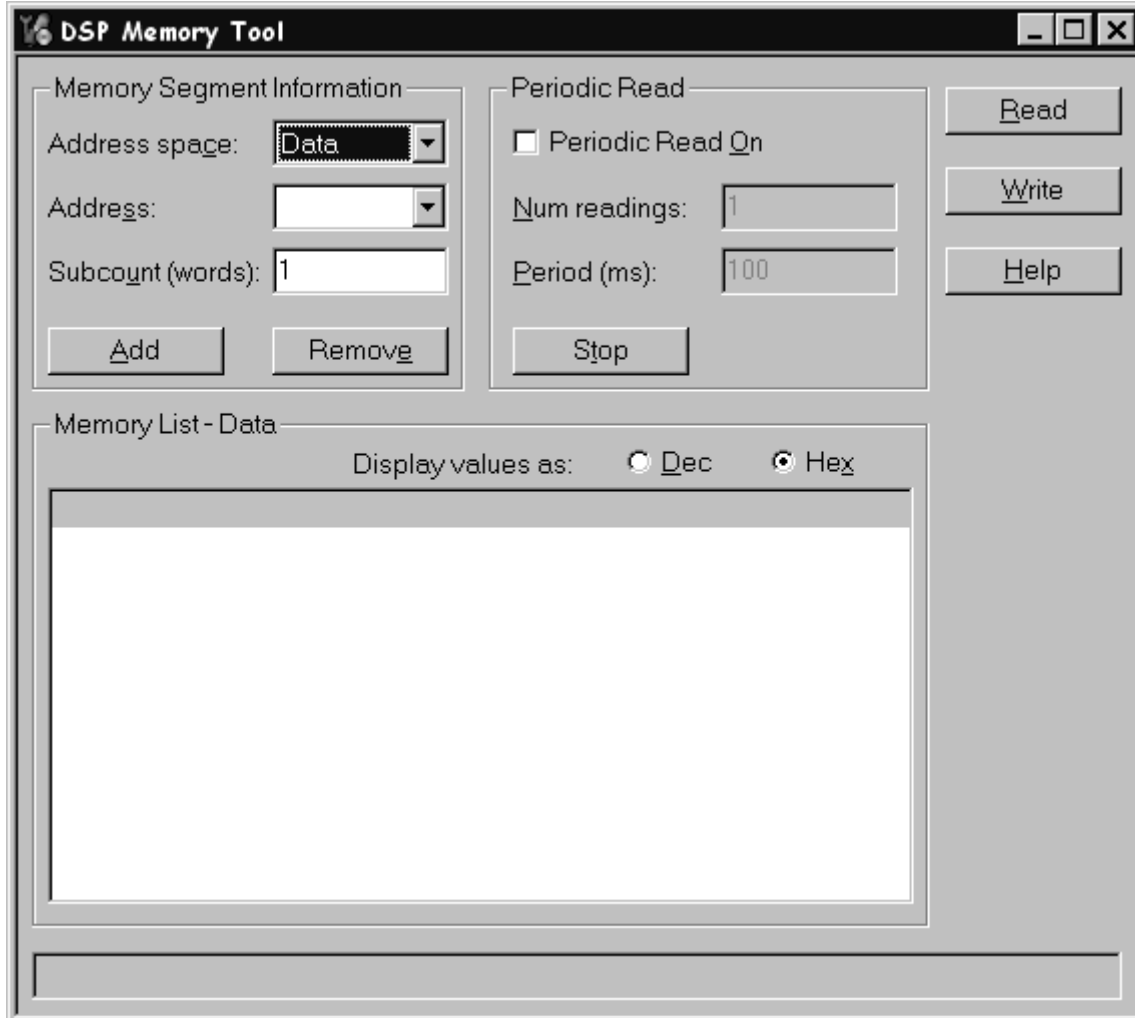 DSP Memory Tool
Memory Segment Information
Address space: Data
Address:
Subcount (words): 1
Add Remove
Periodic Read
Periodic Read On
Num readings: 1
Period (ms): 100
Stop
Read
Write
Help
Memory List - Data
Display values as: Dec Hex